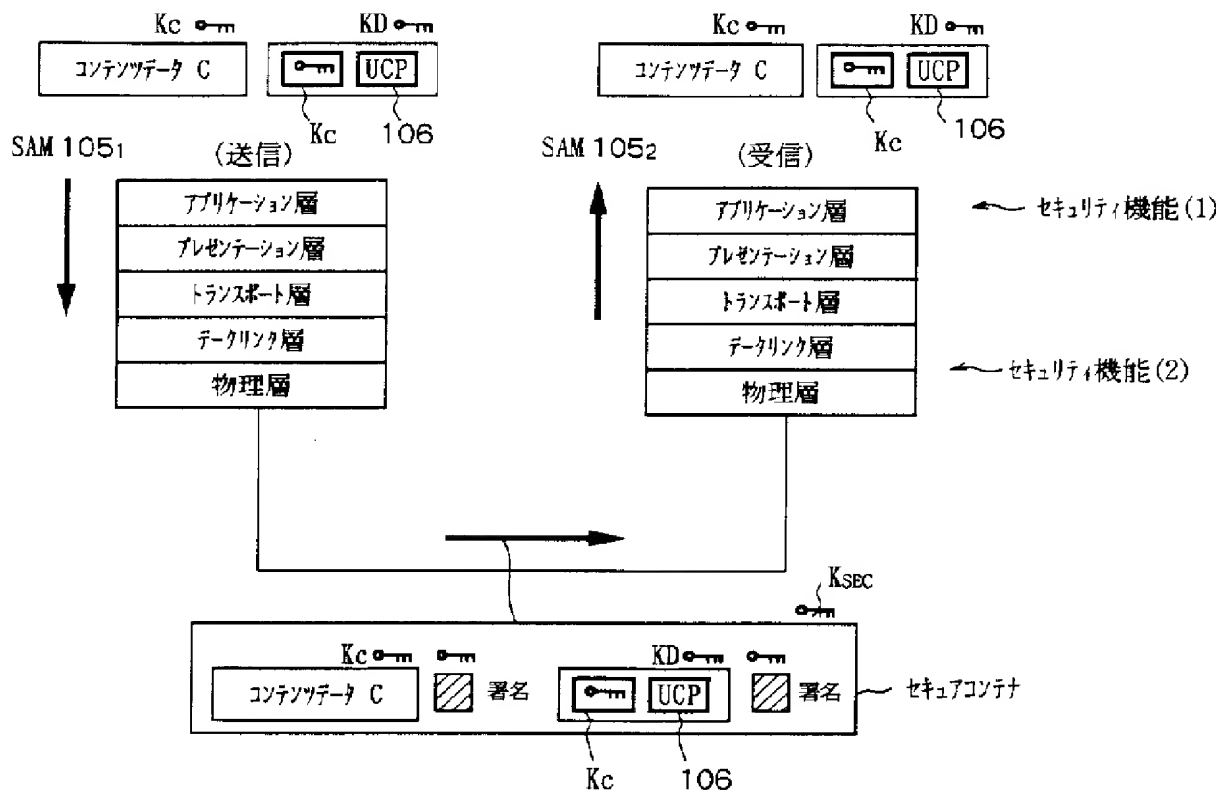 Kc KD Kc KD
コンテンツデータ C UCP コンテンツデータ C UCP
Kc 106 Kc 106
SAM 105₁ (送信) SAM 105₂ (受信)
アプリケーション層 アプリケーション層 セキュリティ機能(1)
プレゼンテーション層 プレゼンテーション層
トランスポート層 トランスポート層
データリンク層 データリンク層
物理層 物理層 セキュリティ機能(2)
KSEC
Kc KD
コンテンツデータ C 署名 UCP 署名 セキュアコンテナ
Kc 106